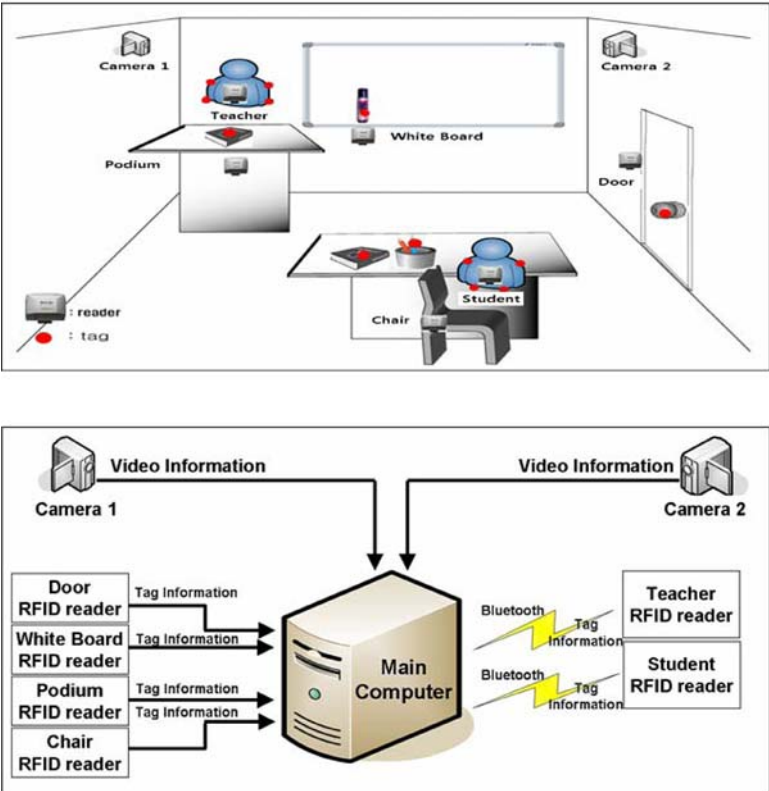 Camera 1
Camera 2
Teacher
White Board
Podium
Door
Student
Chair
: reader
: tag
Video Information
Video Information
Camera 1
Camera 2
Door
RFID reader
Tag Information
White Board
RFID reader
Tag Information
Podium
RFID reader
Tag Information
Tag Information
Chair
RFID reader
Main
Computer
Bluetooth
Tag
Information
Teacher
RFID reader
Bluetooth
Tag
Information
Student
RFID reader